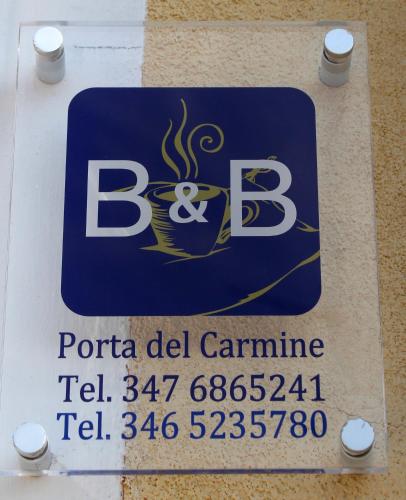 B&B
Porta del Carmine
Tel. 347 6865241
Tel. 346 5235780